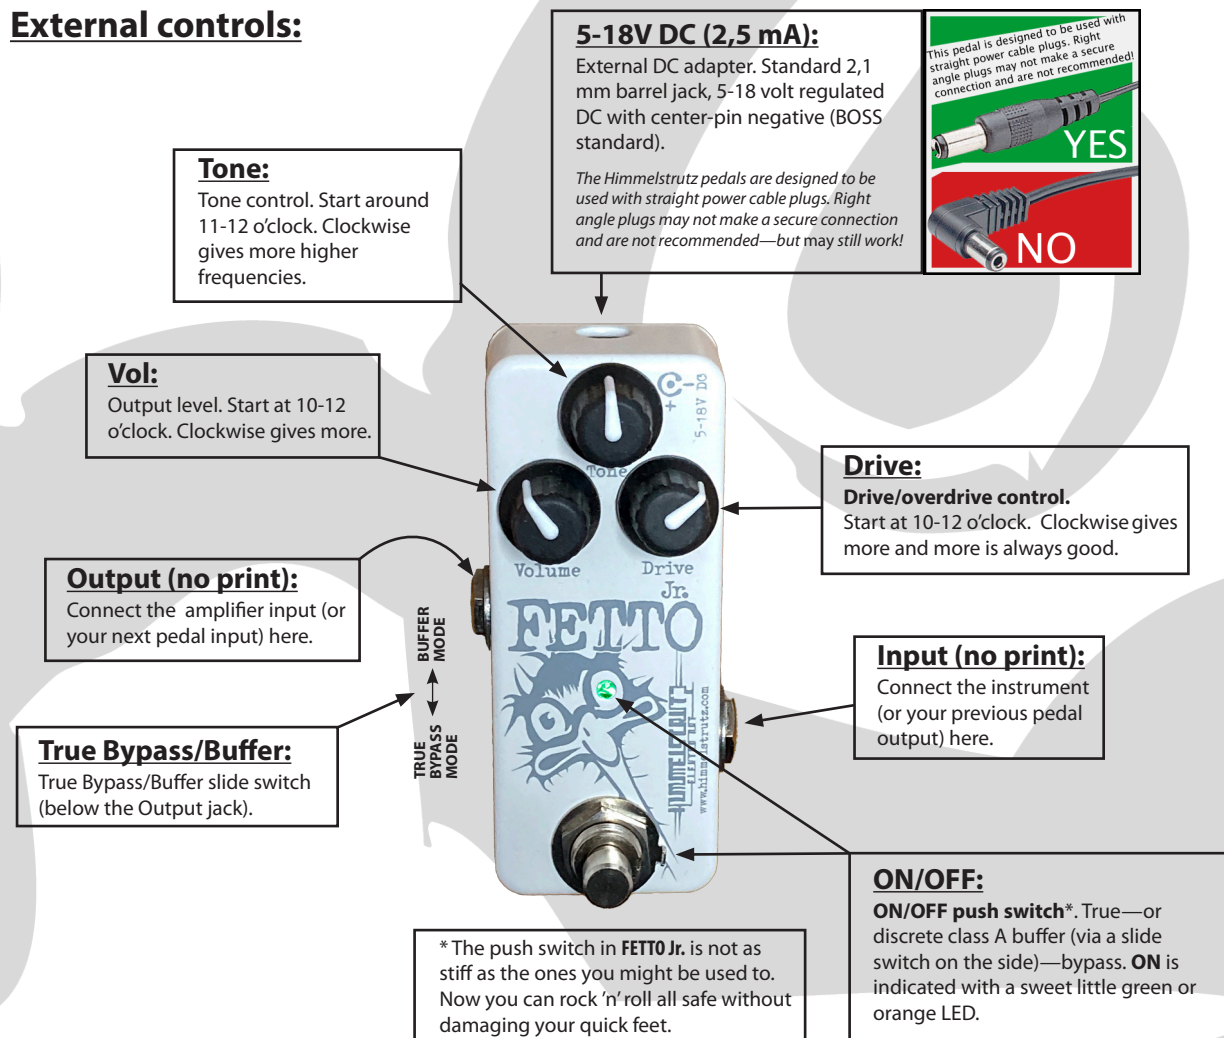 External controls:
5-18V DC (2,5 mA):
External DC adapter. Standard 2,1
mm barrel jack, 5-18 volt regulated
DC with center-pin negative (BOSS
standard).
The Himmelstrutz pedals are designed to be
used with straight power cable plugs. Right
angle plugs may not make a secure connection
and are not recommended—but may still work!
This pedal is designed to be used with
straight power cable plugs. Right
angle plugs may not make a secure
connection and are not recommended!
YES
NO
Tone:
Tone control. Start around
11-12 o’clock. Clockwise
gives more higher
frequencies.
Vol:
Output level. Start at 10-12
o’clock. Clockwise gives more.
Drive:
Drive/overdrive control.
Start at 10-12 o’clock. Clockwise gives
more and more is always good.
Output (no print):
Connect the amplifier input (or
your next pedal input) here.
Input (no print):
Connect the instrument
(or your previous pedal
output) here.
True Bypass/Buffer:
True Bypass/Buffer slide switch
(below the Output jack).
BUFFER
MODE
TRUE
BYPASS
MODE
- +
5-18V DC
Tone
Volume
Drive
Jr.
FETTO
HIMMELSTRUTZ
ELEKTRO
www.himmelstrutz.com
ON/OFF:
ON/OFF push switch*. True—or
discrete class A buffer (via a slide
switch on the side)—bypass. ON is
indicated with a sweet little green or
orange LED.
* The push switch in FETTO Jr. is not as
stiff as the ones you might be used to.
Now you can rock ’n’ roll all safe without
damaging your quick feet.